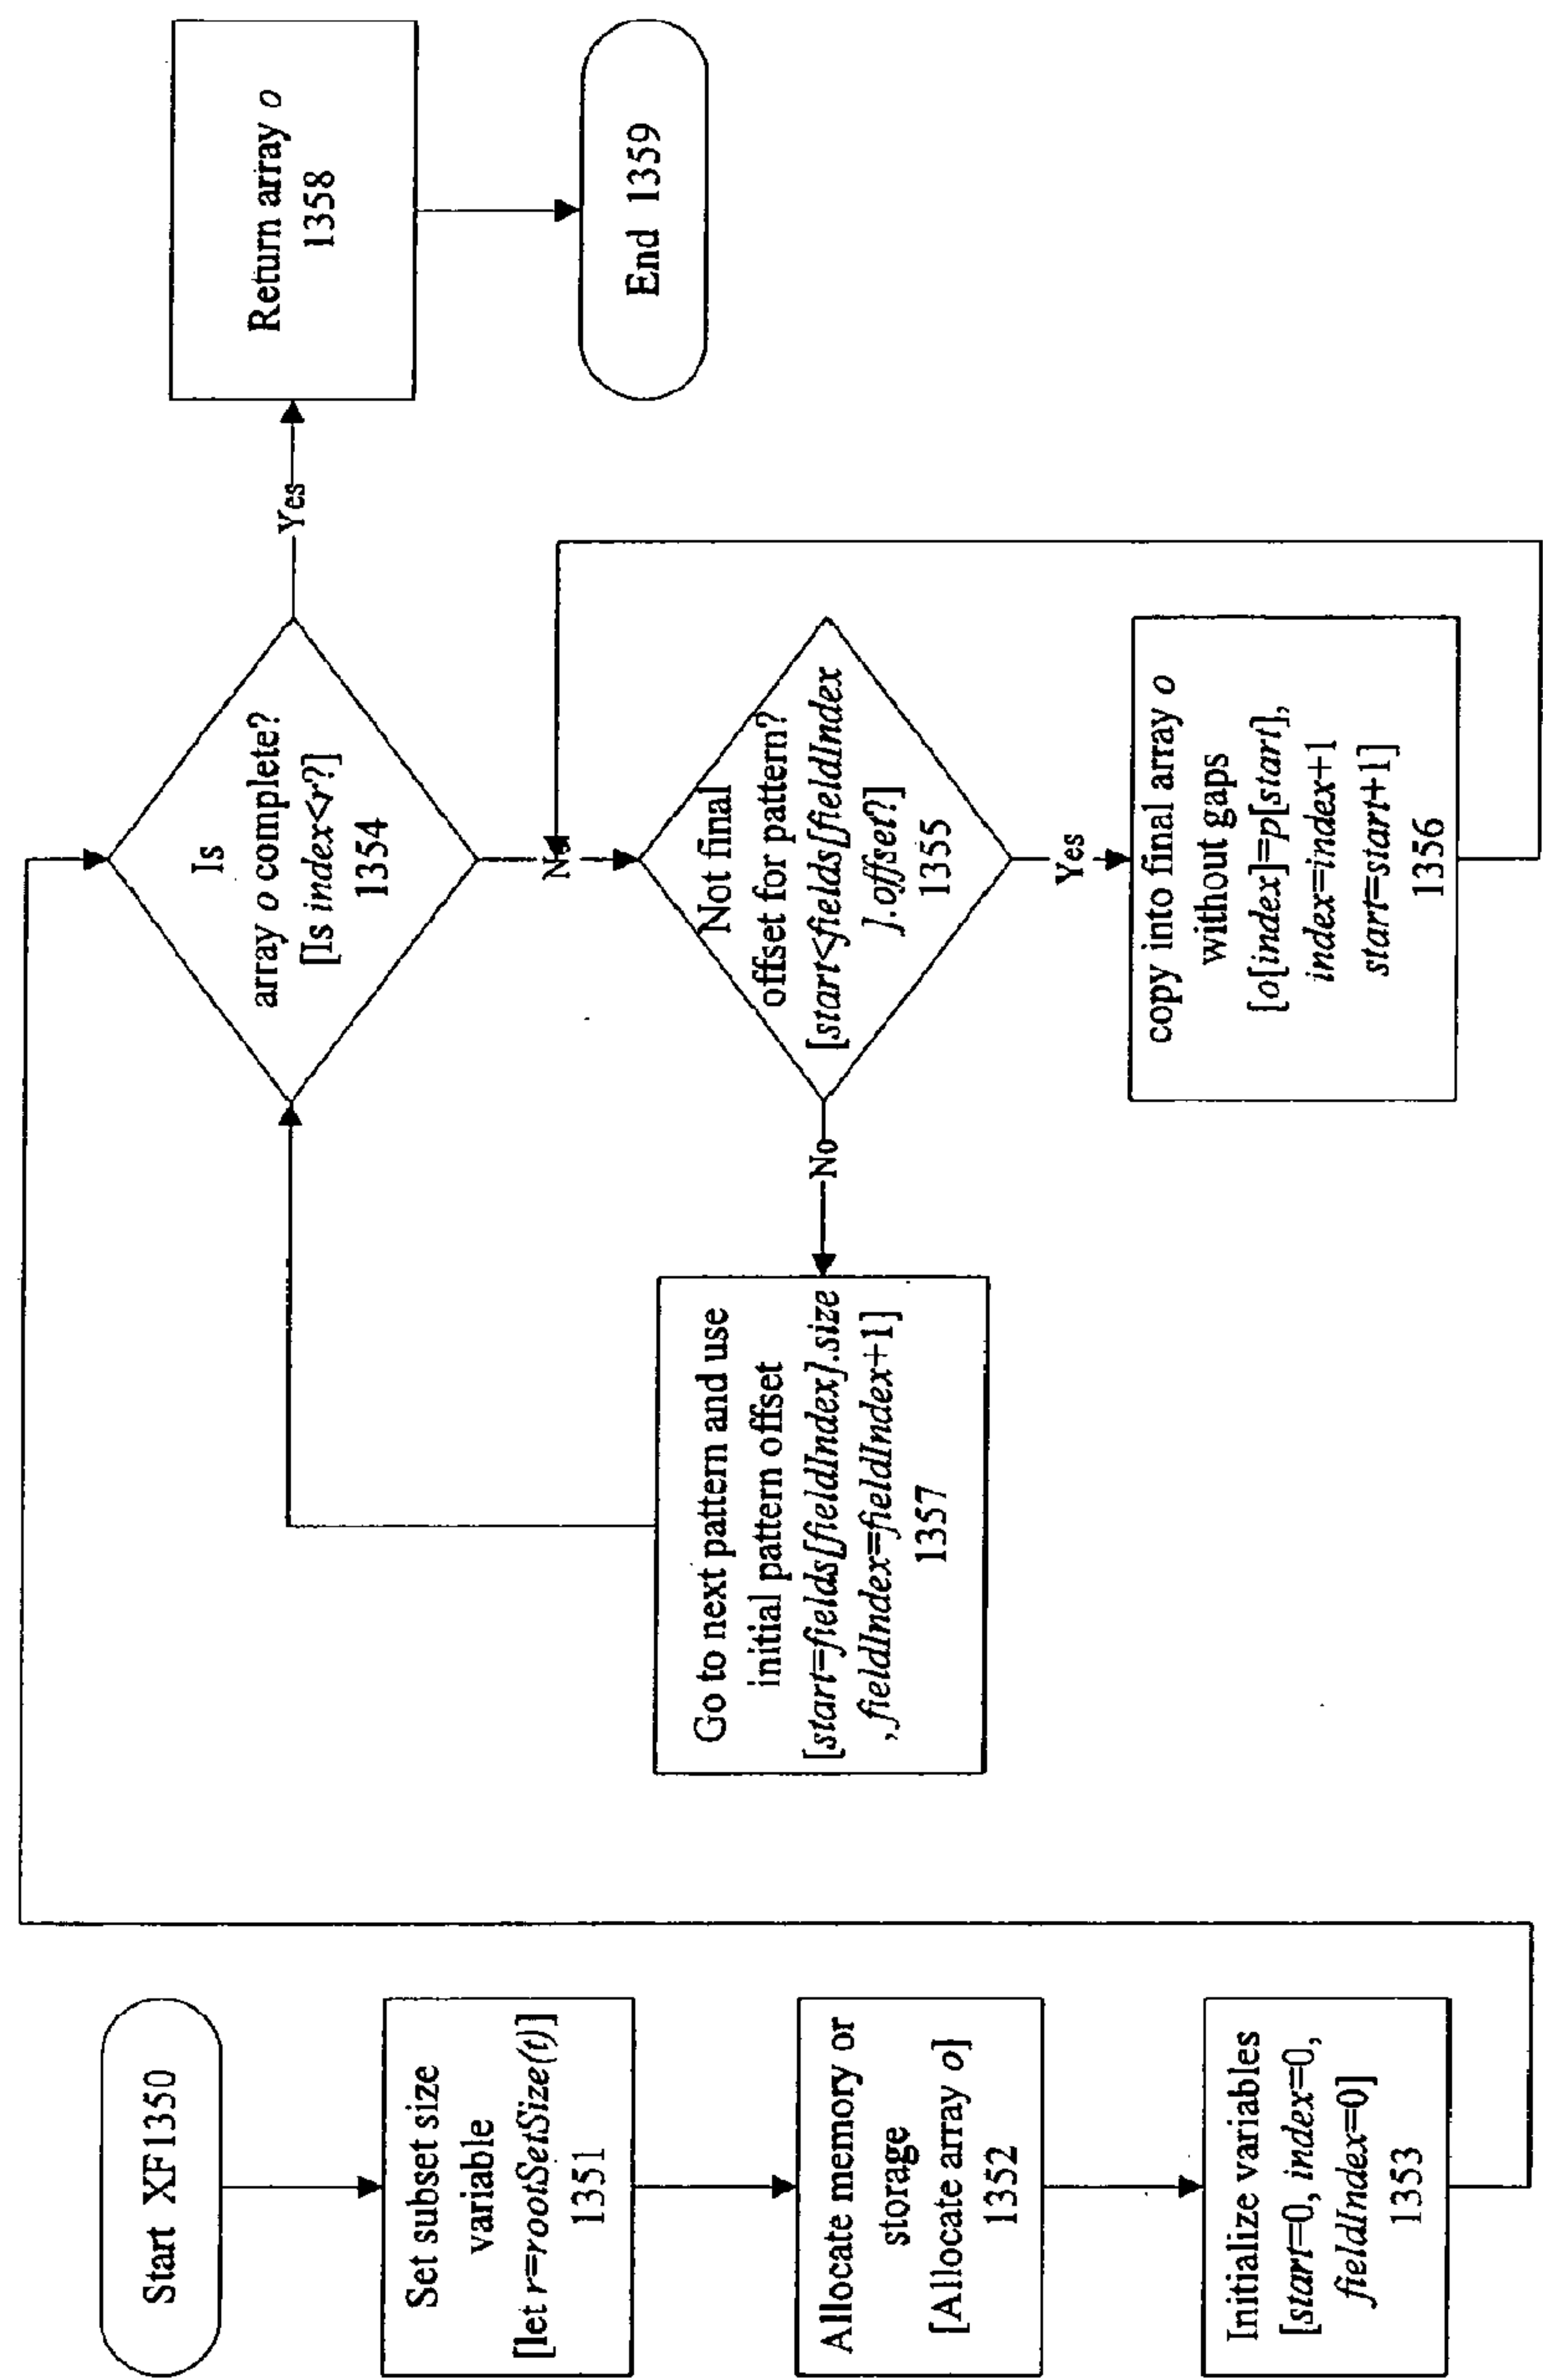 Start XF1350
Set subset size
variable
[let r=rootSetSize(t)]
1351
Allocate memory or
storage
[Allocate array o]
1352
Initialize variables
[start=0, index=0,
fieldIndex=0]
1353
Is
array o complete?
[Is index<r?]
1354
Yes
Return array o
1358
End 1359
No
Not final
offset for pattern?
[start<fields[fieldIndex
].offset?]
1355
Yes
copy into final array o
without gaps
[o[index]=p[start],
index=index+1
start=start+1]
1356
No
Go to next pattern and use
initial pattern offset
[start=fields[fieldIndex].size
,fieldIndex=fieldIndex+1]
1357